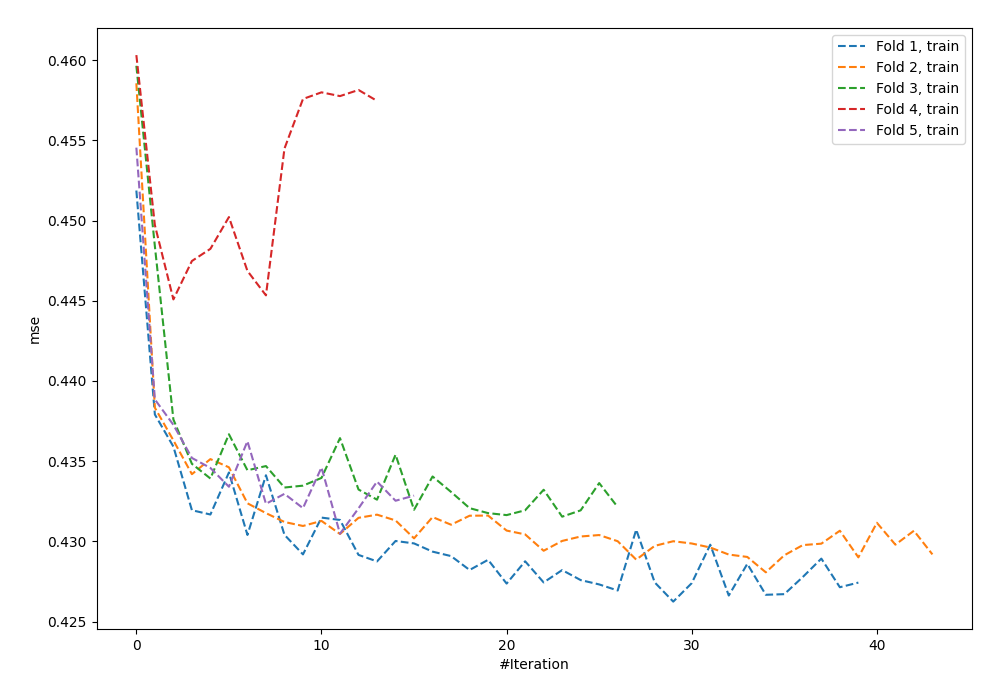 0.460
0.455
0.450
0.445
0.440
0.435
0.430
0.425
mse
0 10 20 30 40
#Iteration
Fold 1, train
Fold 2, train
Fold 3, train
Fold 4, train
Fold 5, train